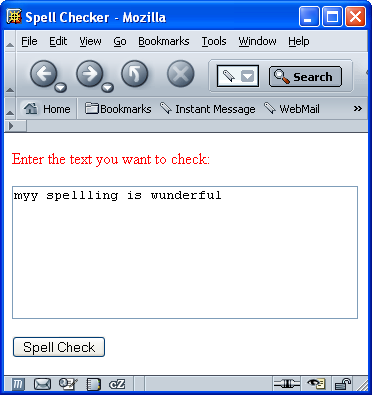 Spell Checker - Mozilla
File Edit View Go Bookmarks Tools Window Help
Search
Home Bookmarks Instant Message WebMail »
Enter the text you want to check:
myy spellling is wunderful
Spell Check